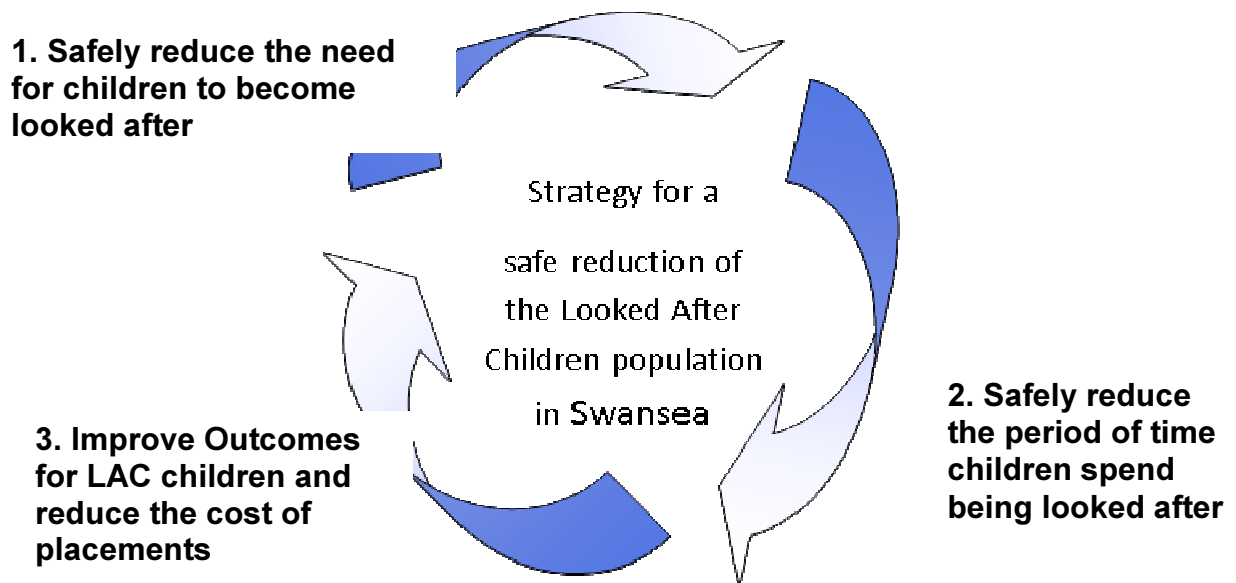 1. Safely reduce the need
for children to become
looked after
Strategy for a
safe reduction of
the Looked After
Children population
in Swansea
2. Safely reduce
the period of time
children spend
being looked after
3. Improve Outcomes
for LAC children and
reduce the cost of
placements